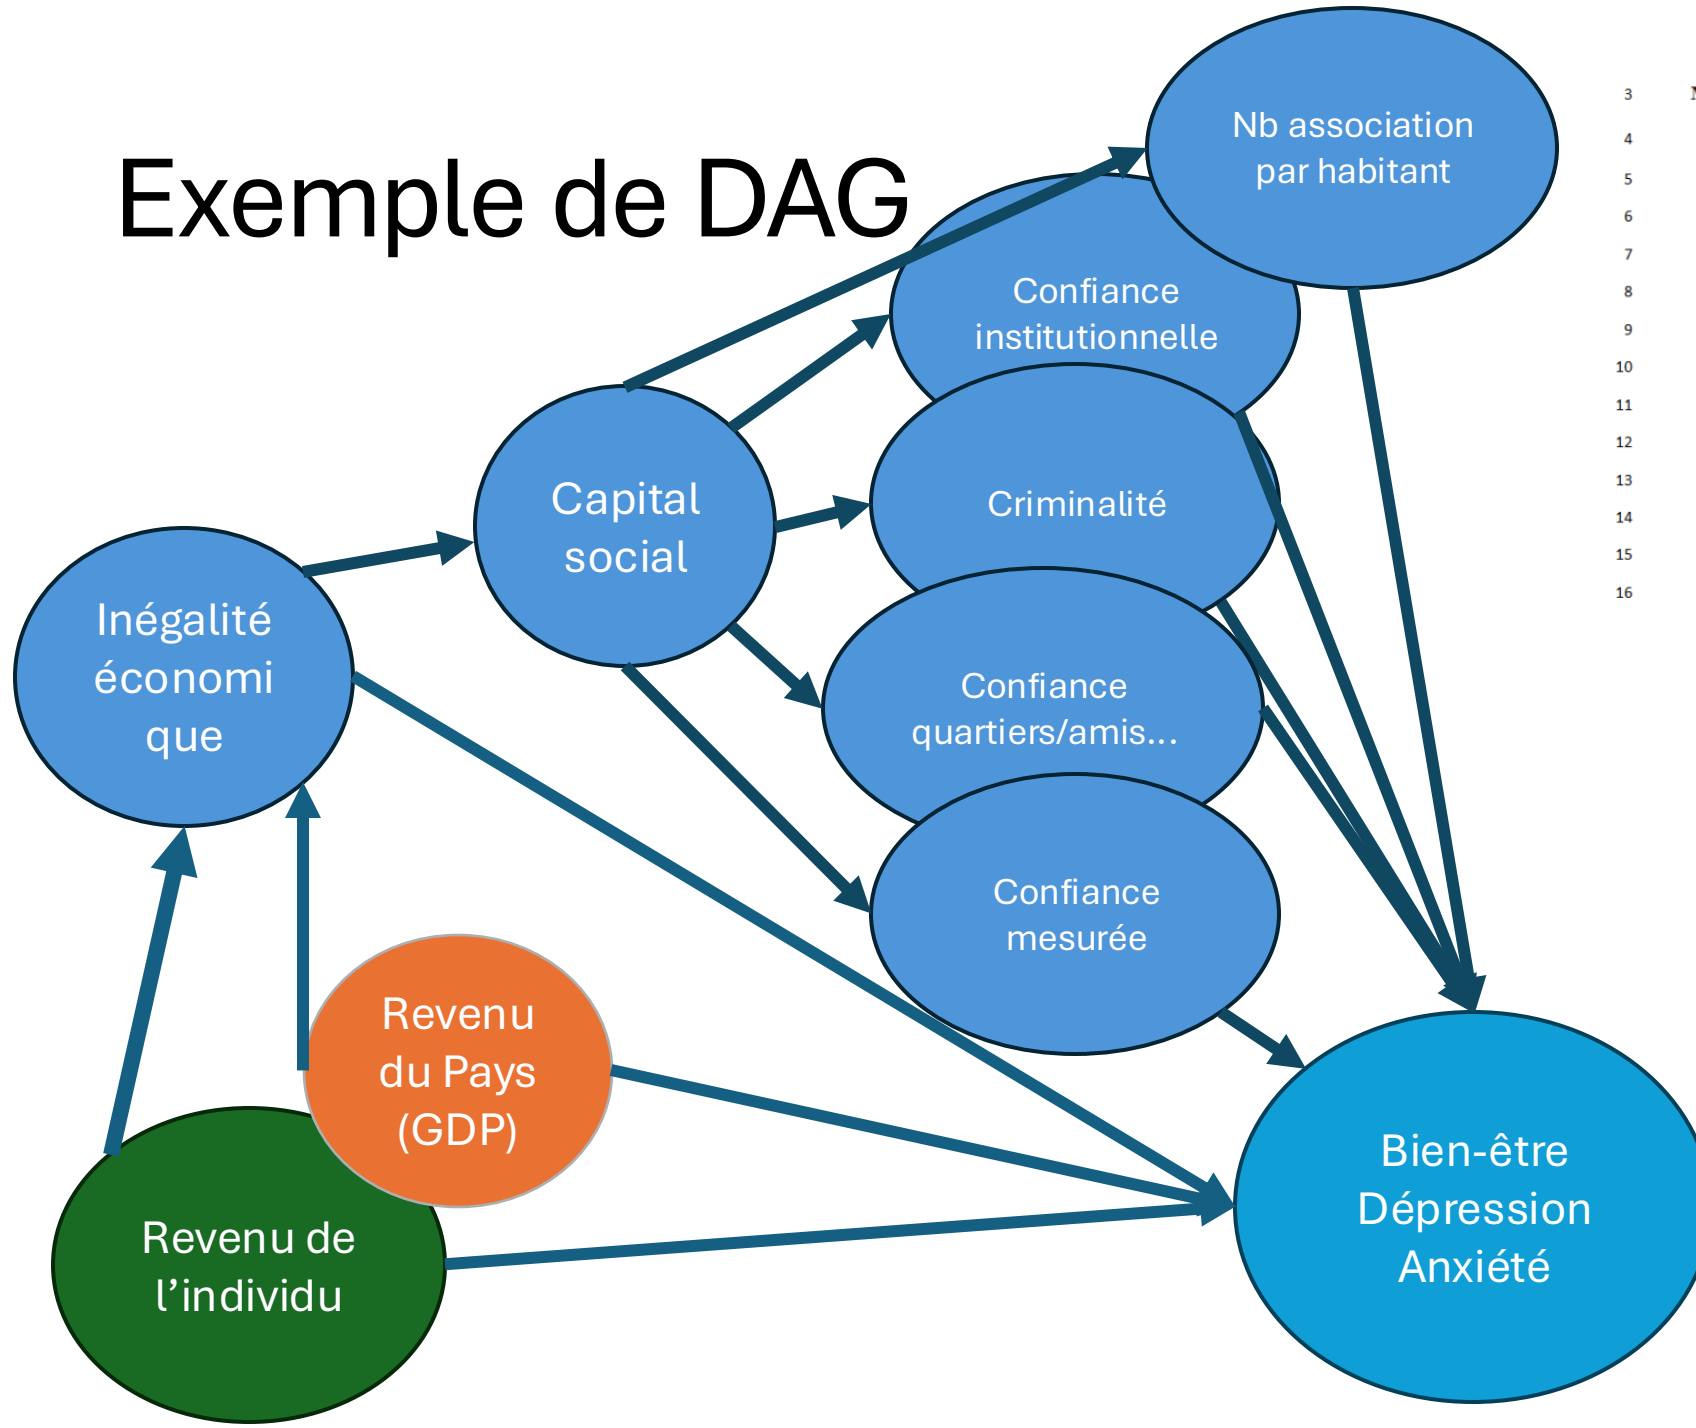 Exemple de DAG
Nb association
par habitant
Confiance
institutionnelle
Capital
social
Criminalité
Inégalité
économi
que
Confiance
quartiers/amis...
Confiance
mesurée
Revenu
du Pays
(GDP)
Revenu de
l’individu
Bien-être
Dépression
Anxiété
3
4
5
6
7
8
9
10
11
12
13
14
15
16